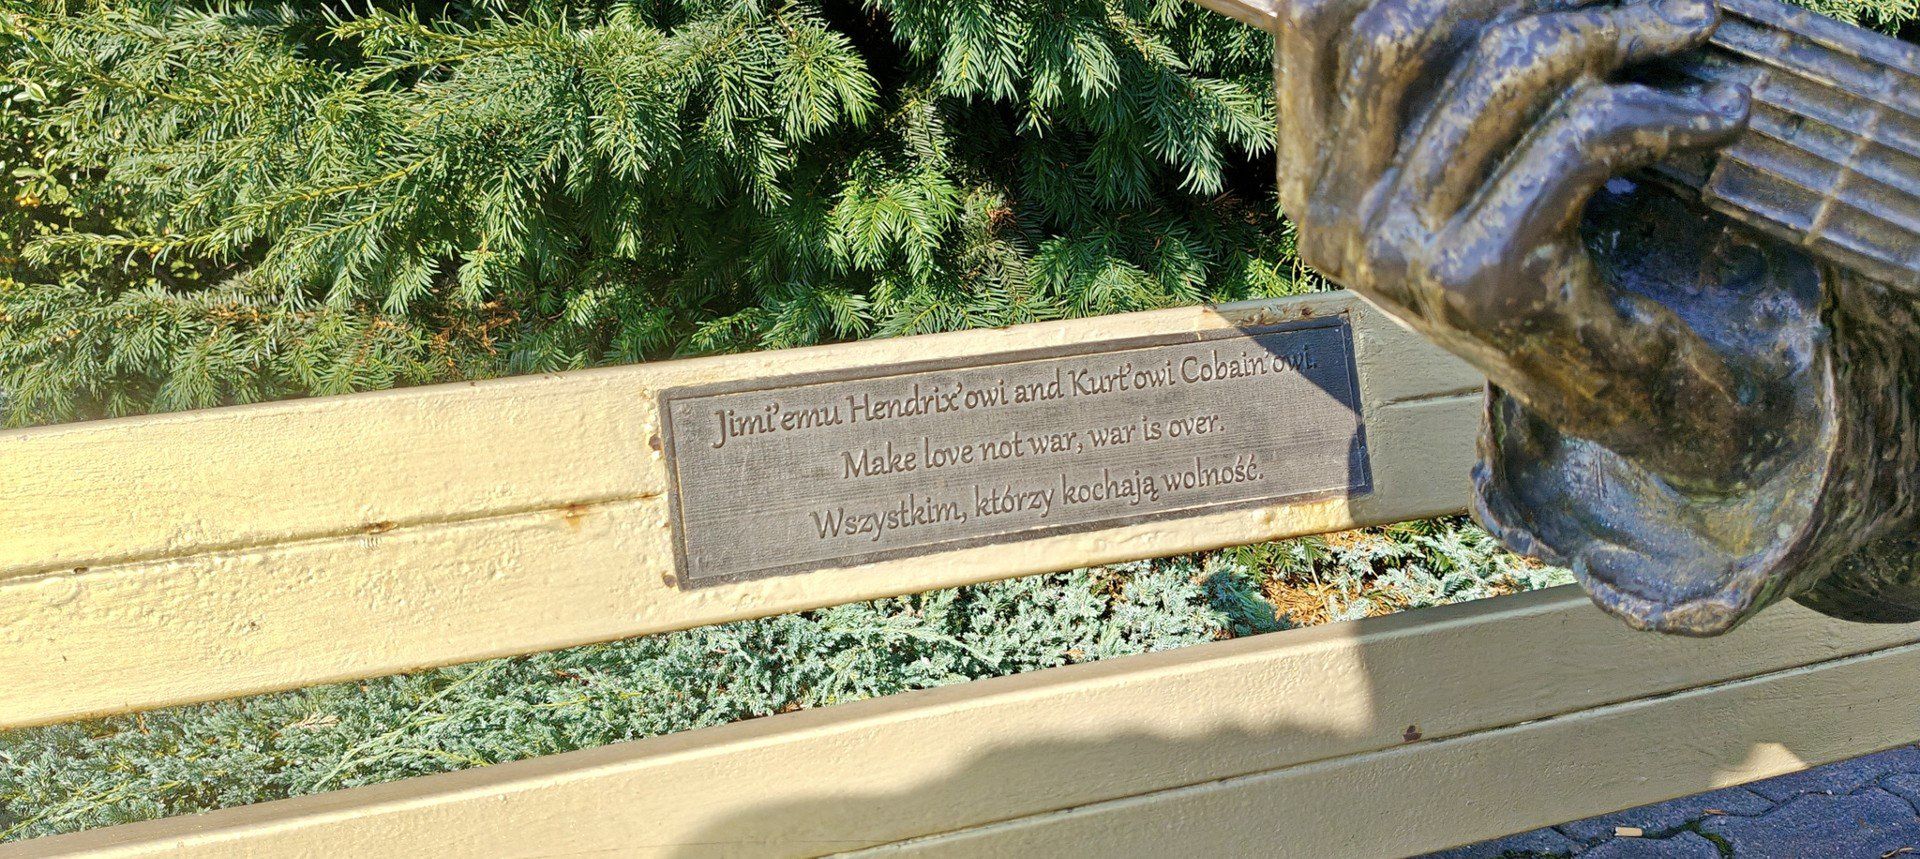 Jimi'emu Hendrix'owi and Kurt'owi Cobain'owi.
Make love not war, war is over.
Wszystkim, którzy kochają wolność.